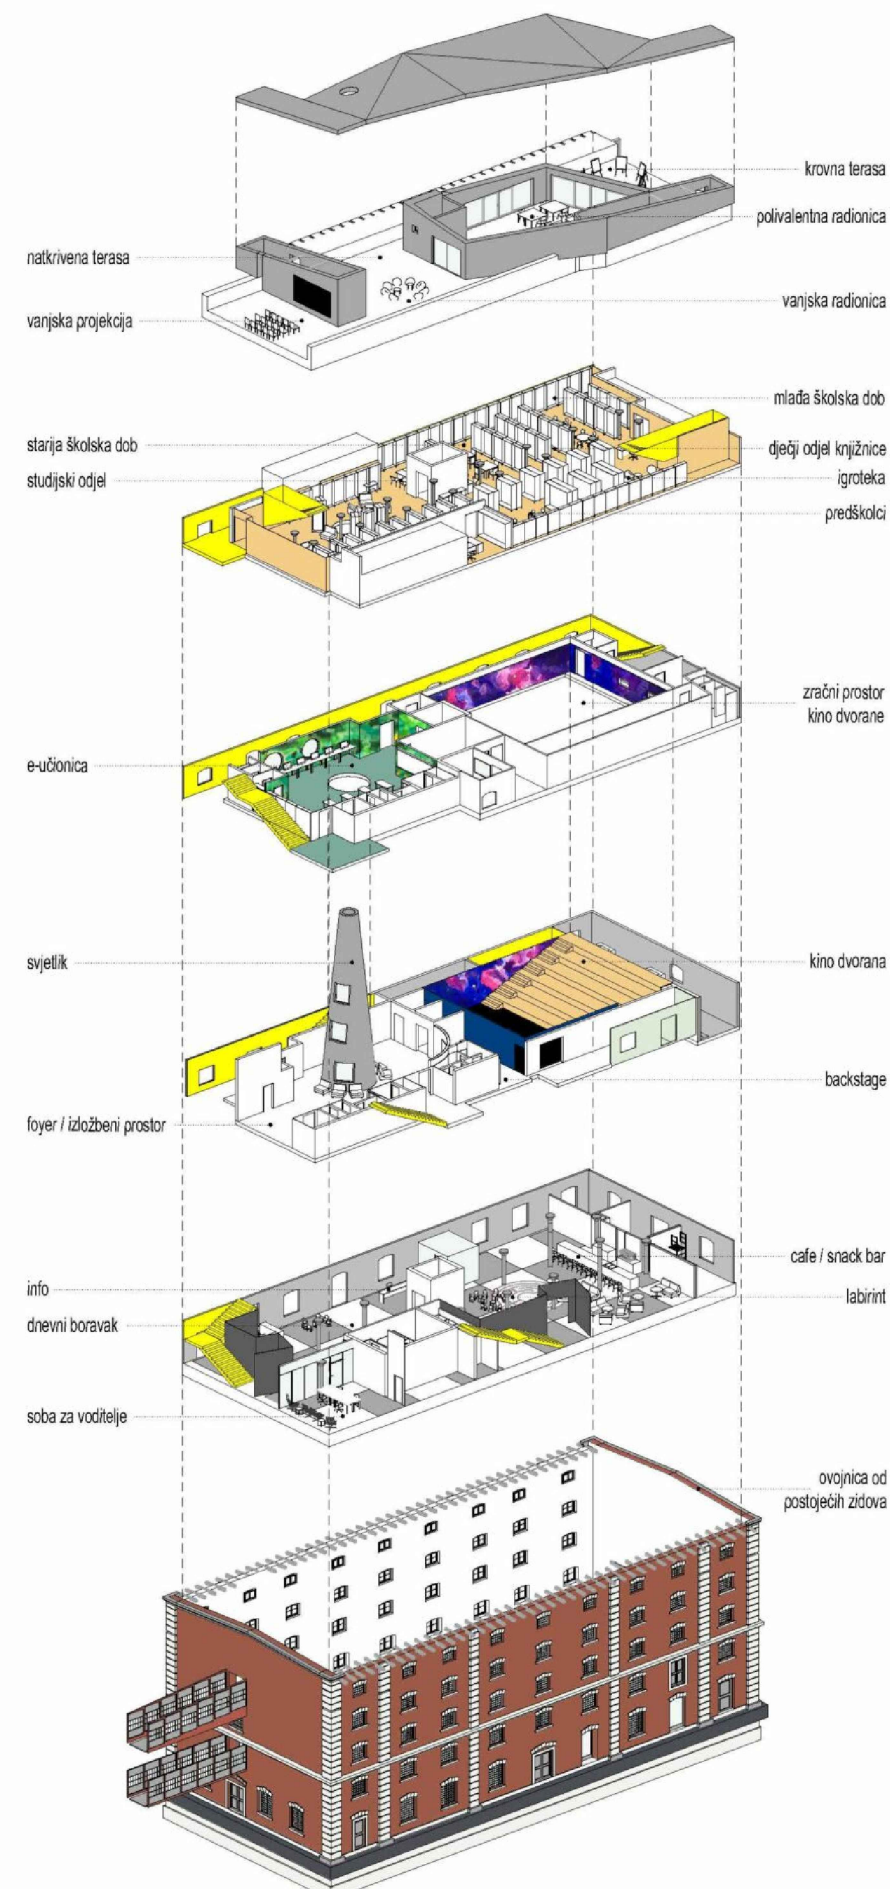 krovna terasa
polivalentna radionica
natkrivena terasa
vanjska radionica
vanjska projekcija
mlađa školska dob
starija školska dob
dječji odjel knjižnice
studijski odjel
igroteka
predškolci
zračni prostor
kino dvorane
e-učionica
svjetlik
kino dvorana
backstage
foyer / izložbeni prostor
cafe / snack bar
info
labirint
dnevni boravak
soba za voditelje
ovojnica od
postojećih zidova